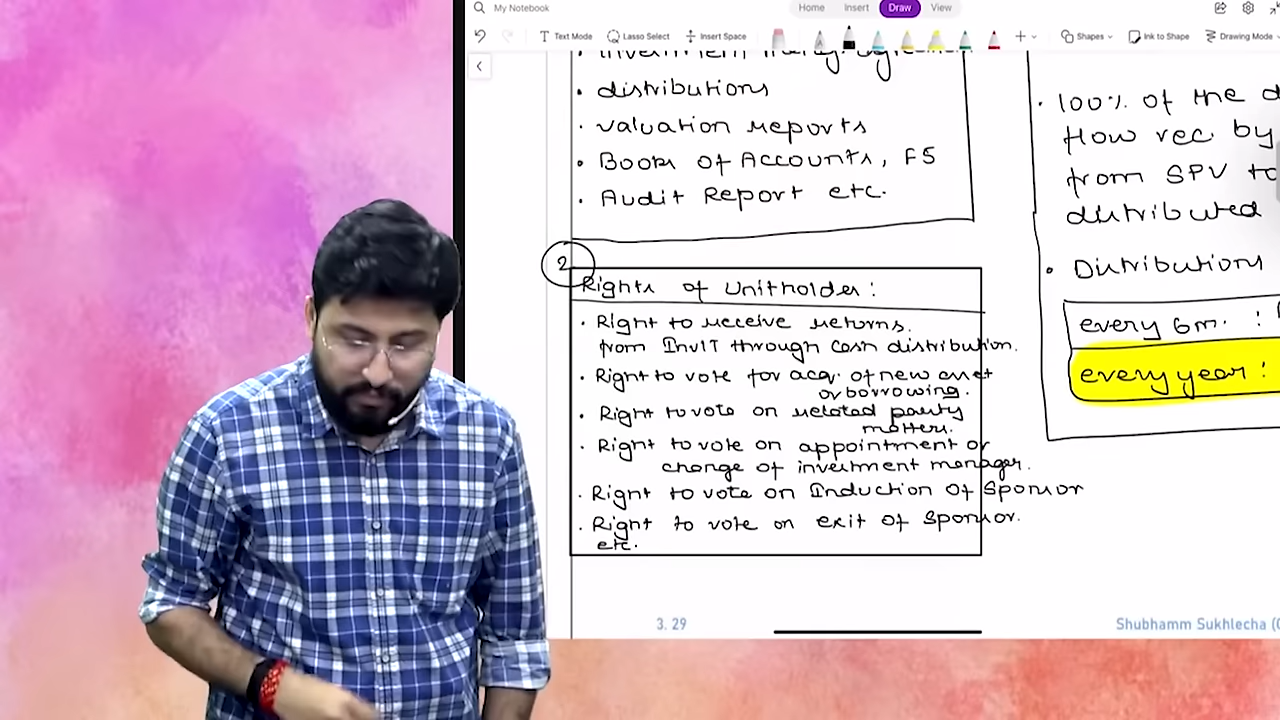 My Notebook
Home Insert Draw View
Text Mode Lasso Select Insert Space Shapes Ink to Shape Drawing Mode
• distributions
• valuation reports
• Books of Accounts, FS
• Audit Report etc.
2
Rights of Unitholder:
• Right to receive returns.
from InvIT through cash distribution.
• Right to vote for acq. of new asset
or borrowing.
• Right to vote on related party
matters.
• Right to vote on appointment or
change of investment manager.
• Right to vote on Induction of Sponsor
• Right to vote on exit of Sponsor.
etc.
• 100% of the
flow rec. by
from SPV to
distributed
• Distributions
every 6m. :
every year :
3. 29
Shubhamm Sukhlecha (